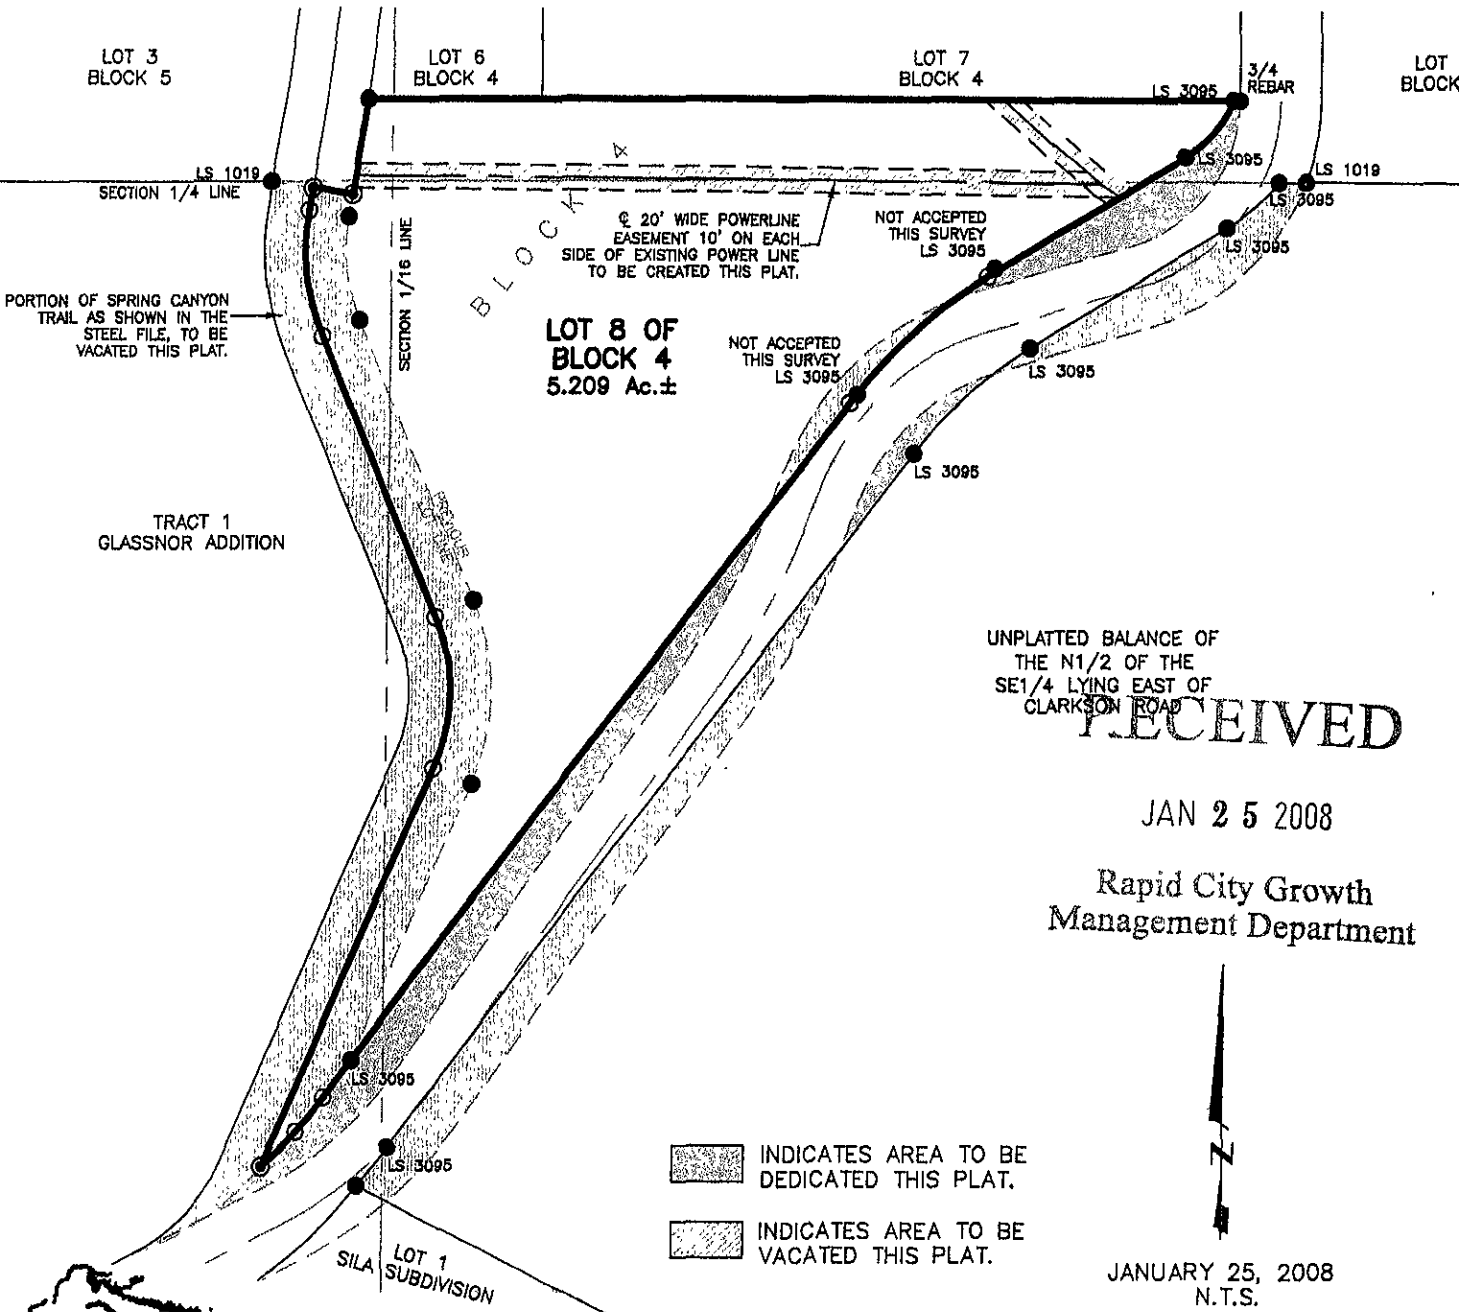 LOT 3
BLOCK 5
LOT 6
BLOCK 4
LOT 7
BLOCK 4
LS 3095
3/4
REBAR
LOT
BLOCK
LS 1019
SECTION 1/4 LINE
LS 3095
LS 1019
LS 3095
LS 3095
BLOCK 4
℄ 20' WIDE POWERLINE
EASEMENT 10' ON EACH
SIDE OF EXISTING POWER LINE
TO BE CREATED THIS PLAT.
NOT ACCEPTED
THIS SURVEY
LS 3095
SECTION 1/16 LINE
PORTION OF SPRING CANYON
TRAIL AS SHOWN IN THE
STEEL FILE, TO BE
VACATED THIS PLAT.
LOT 8 OF
BLOCK 4
5.209 Ac.±
NOT ACCEPTED
THIS SURVEY
LS 3095
LS 3095
LS 3095
TRACT 1
GLASSNOR ADDITION
UNPLATTED BALANCE OF
THE N1/2 OF THE
SE1/4 LYING EAST OF
CLARKSON ROAD
RECEIVED
JAN 25 2008
Rapid City Growth
Management Department
LS 3095
LS 3095
INDICATES AREA TO BE
DEDICATED THIS PLAT.
INDICATES AREA TO BE
VACATED THIS PLAT.
N
LOT 1
SILA SUBDIVISION
JANUARY 25, 2008
N.T.S.